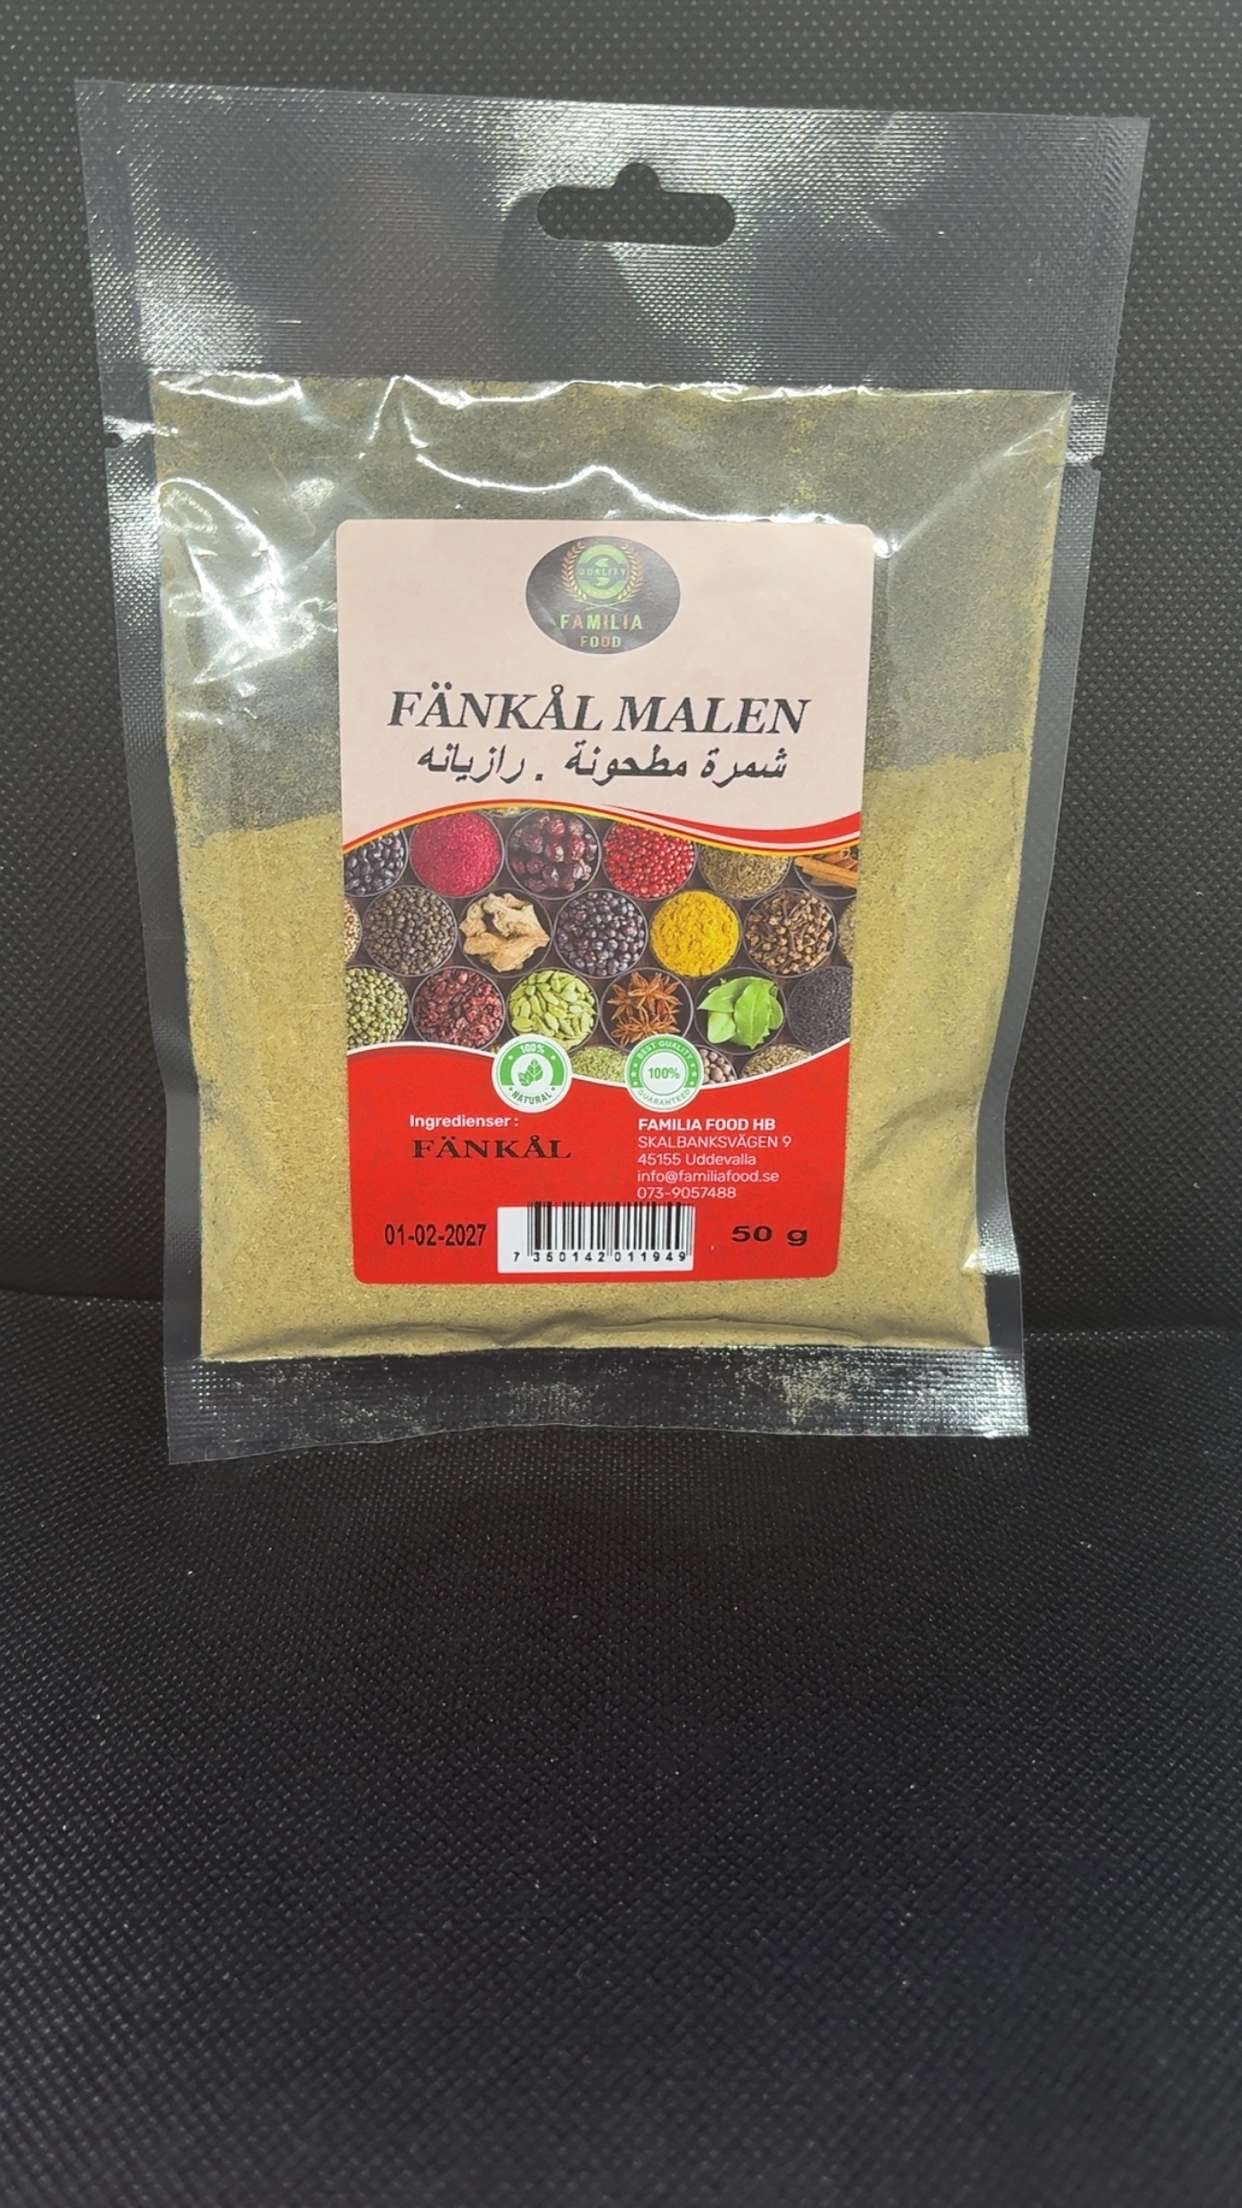 QUALITY
FAMILIA
FOOD
FÄNKÅL MALEN
شمرة مطحونة . رازيانه
100%
NATURAL
BEST QUALITY
100%
GUARANTEED
Ingredienser :
FÄNKÅL
FAMILIA FOOD HB
SKALBANKSVÄGEN 9
45155 Uddevalla
info@familiafood.se
073-9057488
01-02-2027
7 350142 011949
50 g